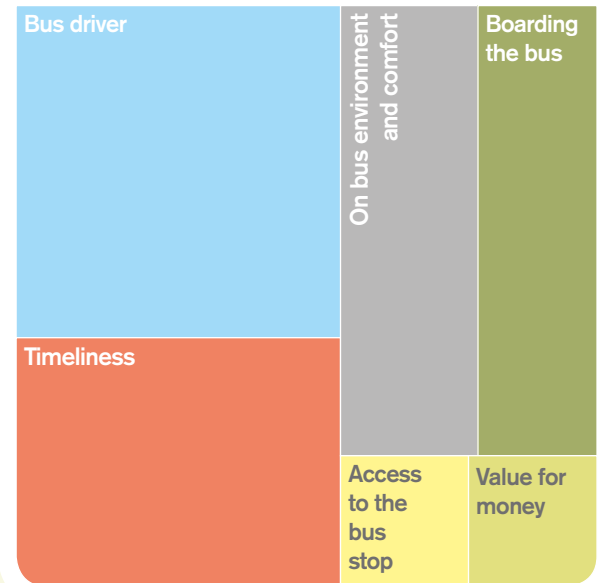 Bus driver
On bus environment
and comfort
Boarding
the bus
Timeliness
Access
to the
bus
stop
Value for
money